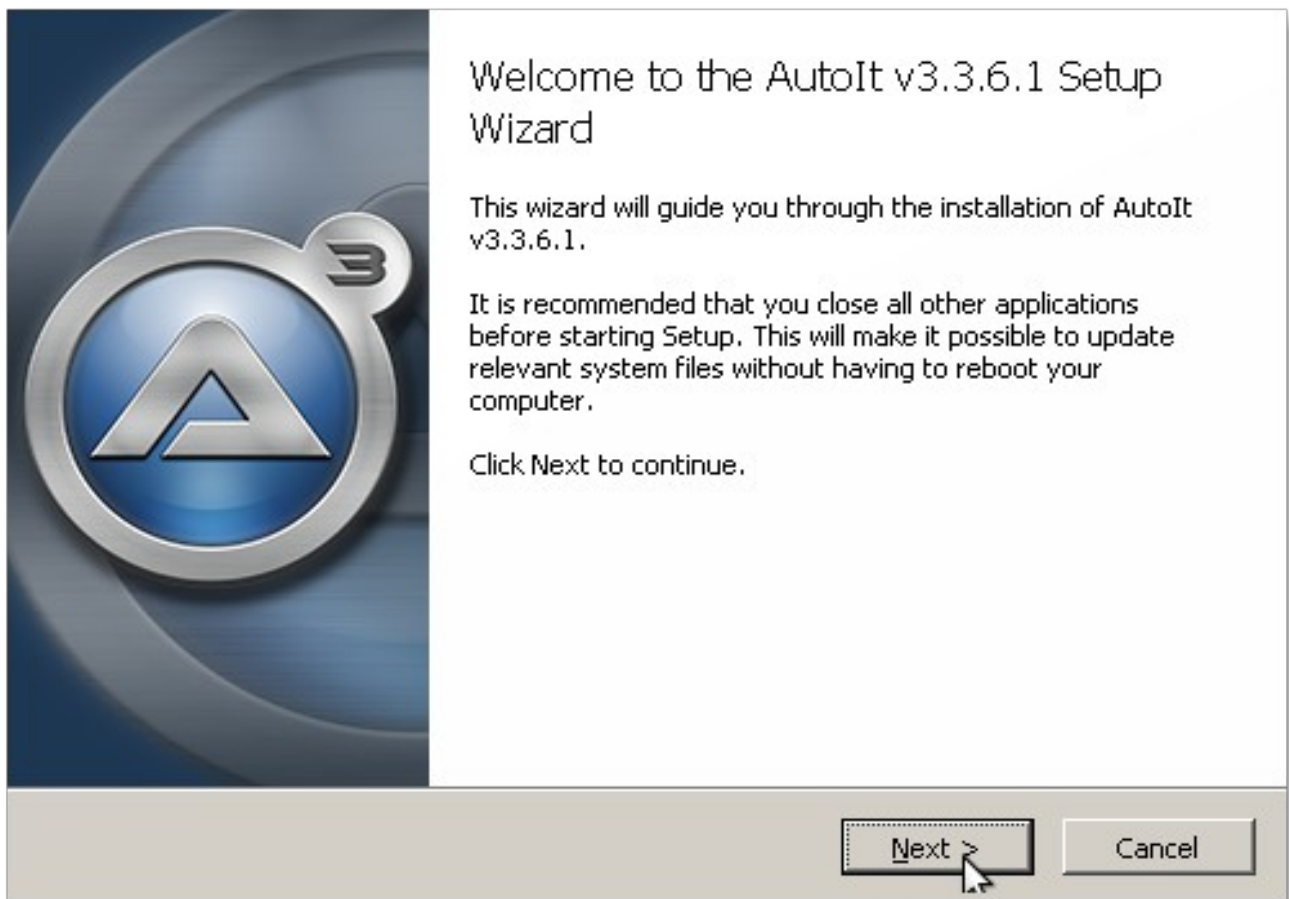 Welcome to the AutoIt v3.3.6.1 Setup
Wizard
This wizard will guide you through the installation of AutoIt
v3.3.6.1.
It is recommended that you close all other applications
before starting Setup. This will make it possible to update
relevant system files without having to reboot your
computer.
Click Next to continue.
3
Next >
Cancel